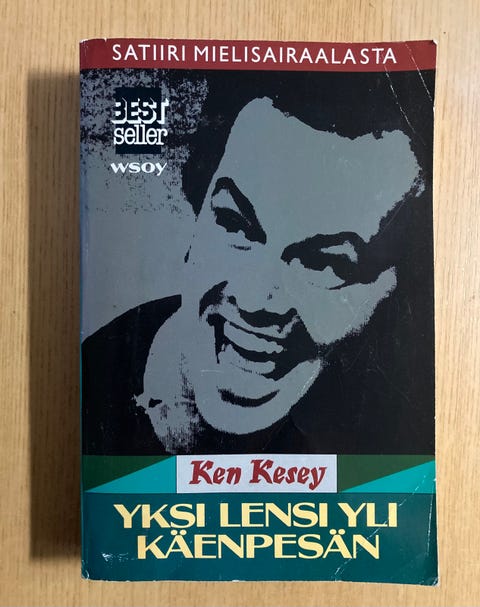 SATIIRI MIELISAIRAALASTA
BEST
seller
wsoy
Ken Kesey
YKSI LENSI YLI
KÄENPESÄN